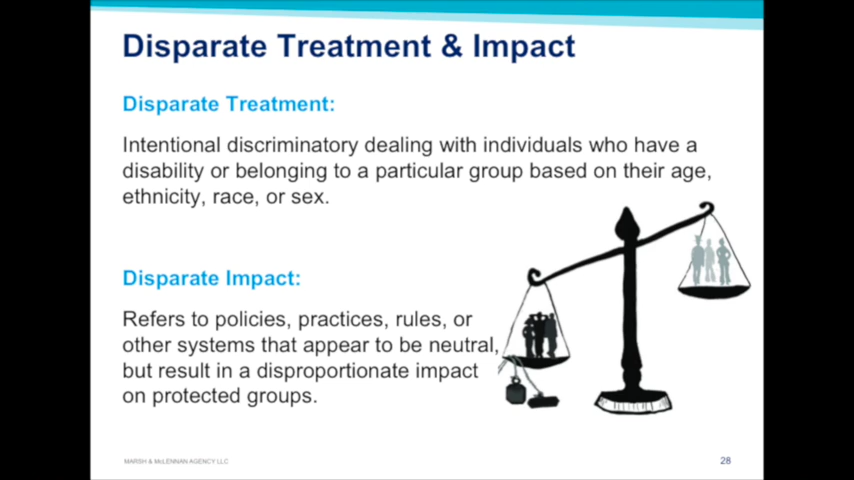 Disparate Treatment & Impact
Disparate Treatment:
Intentional discriminatory dealing with individuals who have a
disability or belonging to a particular group based on their age,
ethnicity, race, or sex.
Disparate Impact:
Refers to policies, practices, rules, or
other systems that appear to be neutral,
but result in a disproportionate impact
on protected groups.
MARSH & McLENNAN AGENCY LLC
28